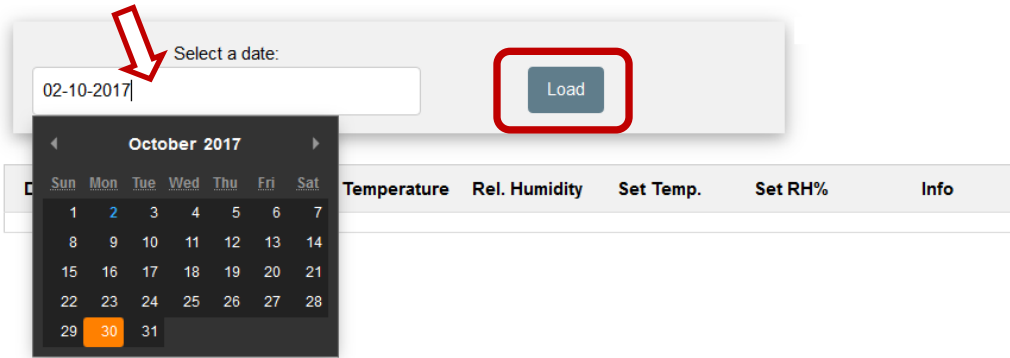 Select a date:
02-10-2017
Load
October 2017
Sun Mon Tue Wed Thu Fri Sat
Temperature Rel. Humidity Set Temp. Set RH% Info
1 2 3 4 5 6 7
8 9 10 11 12 13 14
15 16 17 18 19 20 21
22 23 24 25 26 27 28
29 30 31